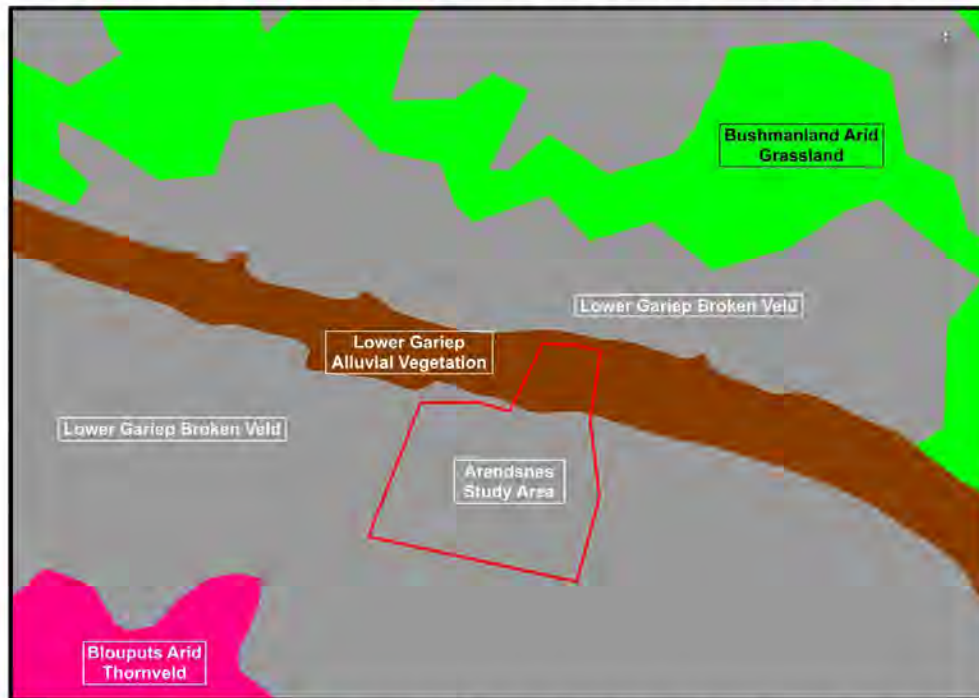 Bushmanland Arid
Grassland
Lower Gariep Broken Veld
Lower Gariep
Alluvial Vegetation
Lower Gariep Broken Veld
Arendsnes
Study Area
Blouputs Arid
Thornveld